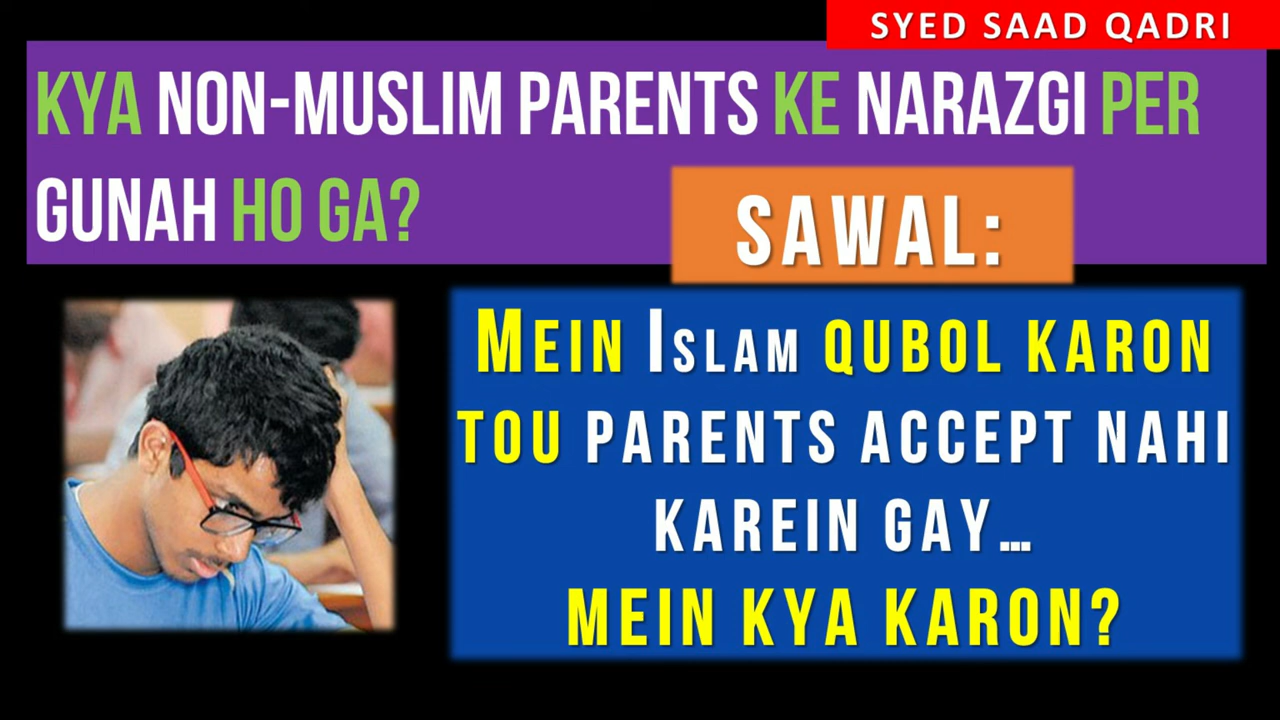 SYED SAAD QADRI
KYA NON-MUSLIM PARENTS KE NARAZGI PER
GUNAH HO GA?
SAWAL:
MEIN ISLAM QUBOL KARON
TOU PARENTS ACCEPT NAHI
KAREIN GAY...
MEIN KYA KARON?